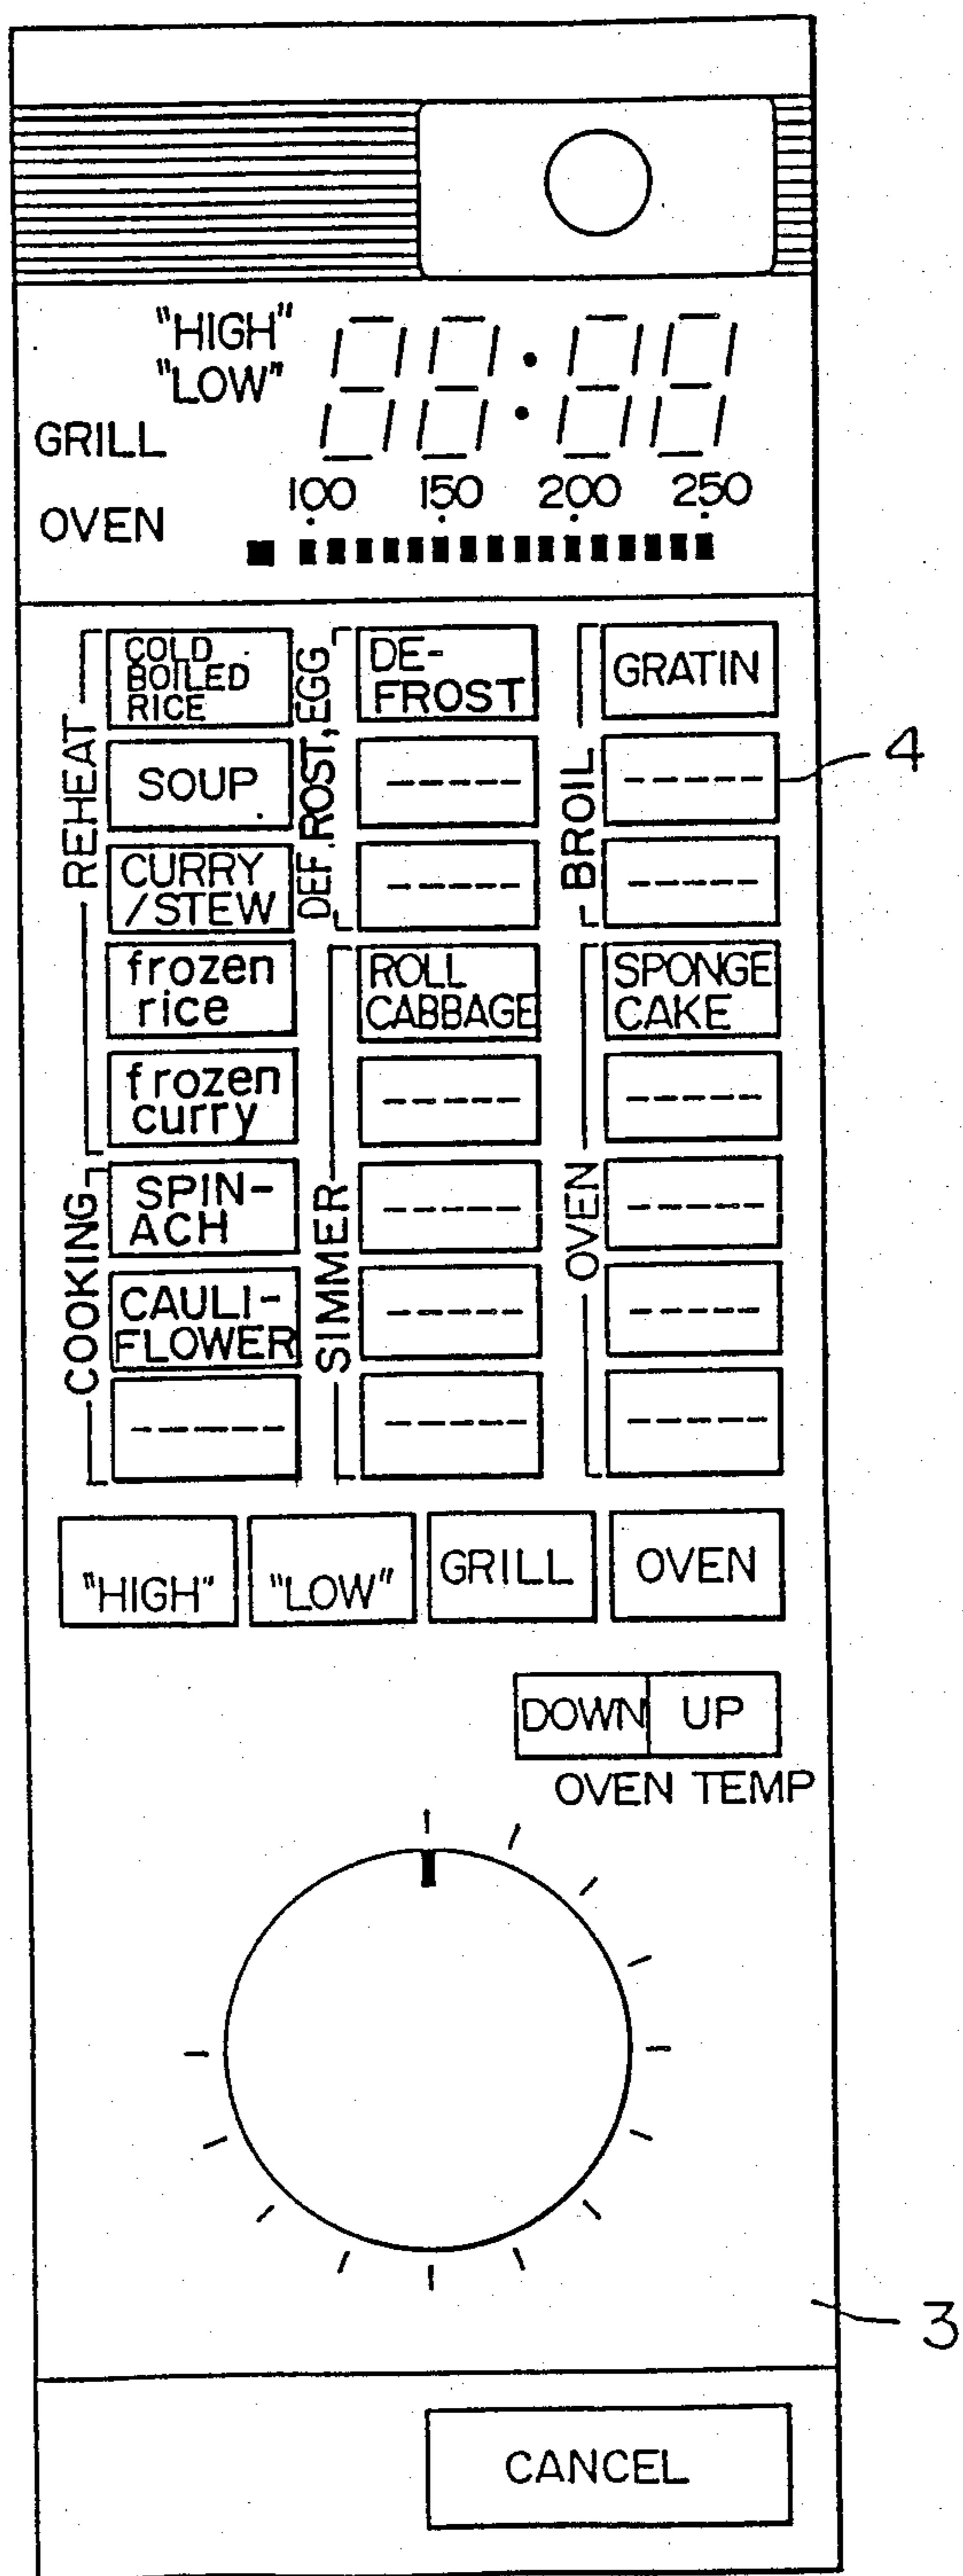 "HIGH"
"LOW"
88:88
GRILL
100 150 200 250
OVEN
REHEAT
COLD
BOILED
RICE
SOUP
CURRY
/STEW
frozen
rice
frozen
curry
COOKING
SPIN-
ACH
CAULI-
FLOWER
------
DEF.ROST, EGG
DE-
FROST
-----
-----
SIMMER
ROLL
CABBAGE
-----
-----
-----
-----
BROIL
GRATIN
-----
4
-----
OVEN
SPONGE
CAKE
-----
-----
-----
-----
"HIGH" "LOW" GRILL OVEN
DOWN UP
OVEN TEMP
3
CANCEL